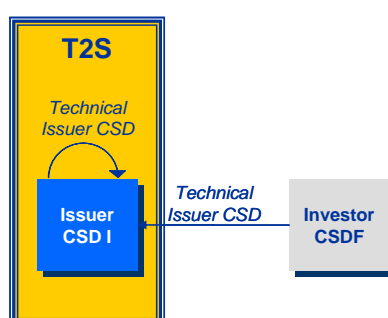 T2S
Technical
Issuer CSD
Issuer
CSD I
Technical
Issuer CSD
Investor
CSDF